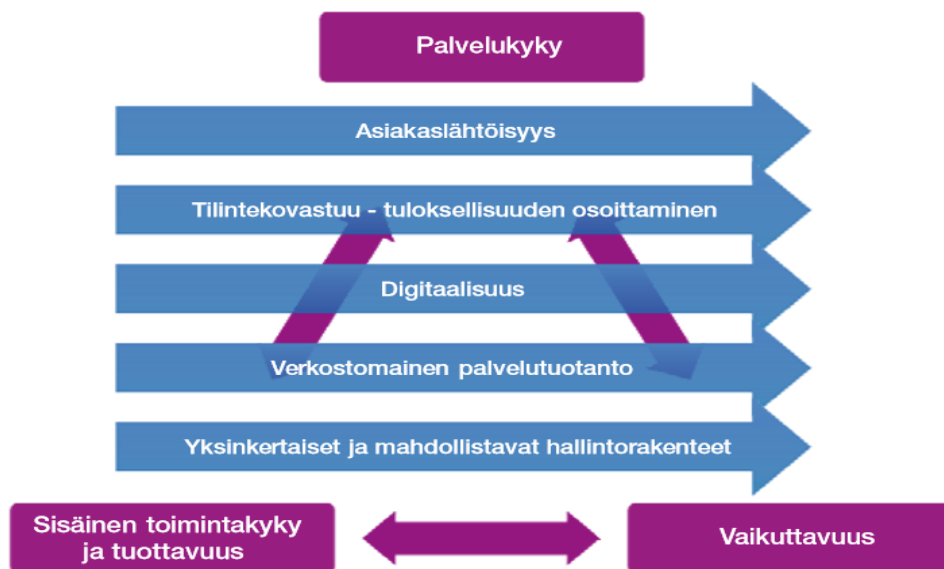 Palvelukyky
Asiakaslähtöisyys
Tilintekovastuu - tuloksellisuuden osoittaminen
Digitaalisuus
Verkostomainen palvelutuotanto
Yksinkertaiset ja mahdollistavat hallintorakenteet
Sisäinen toimintakyky
ja tuottavuus
Vaikuttavuus